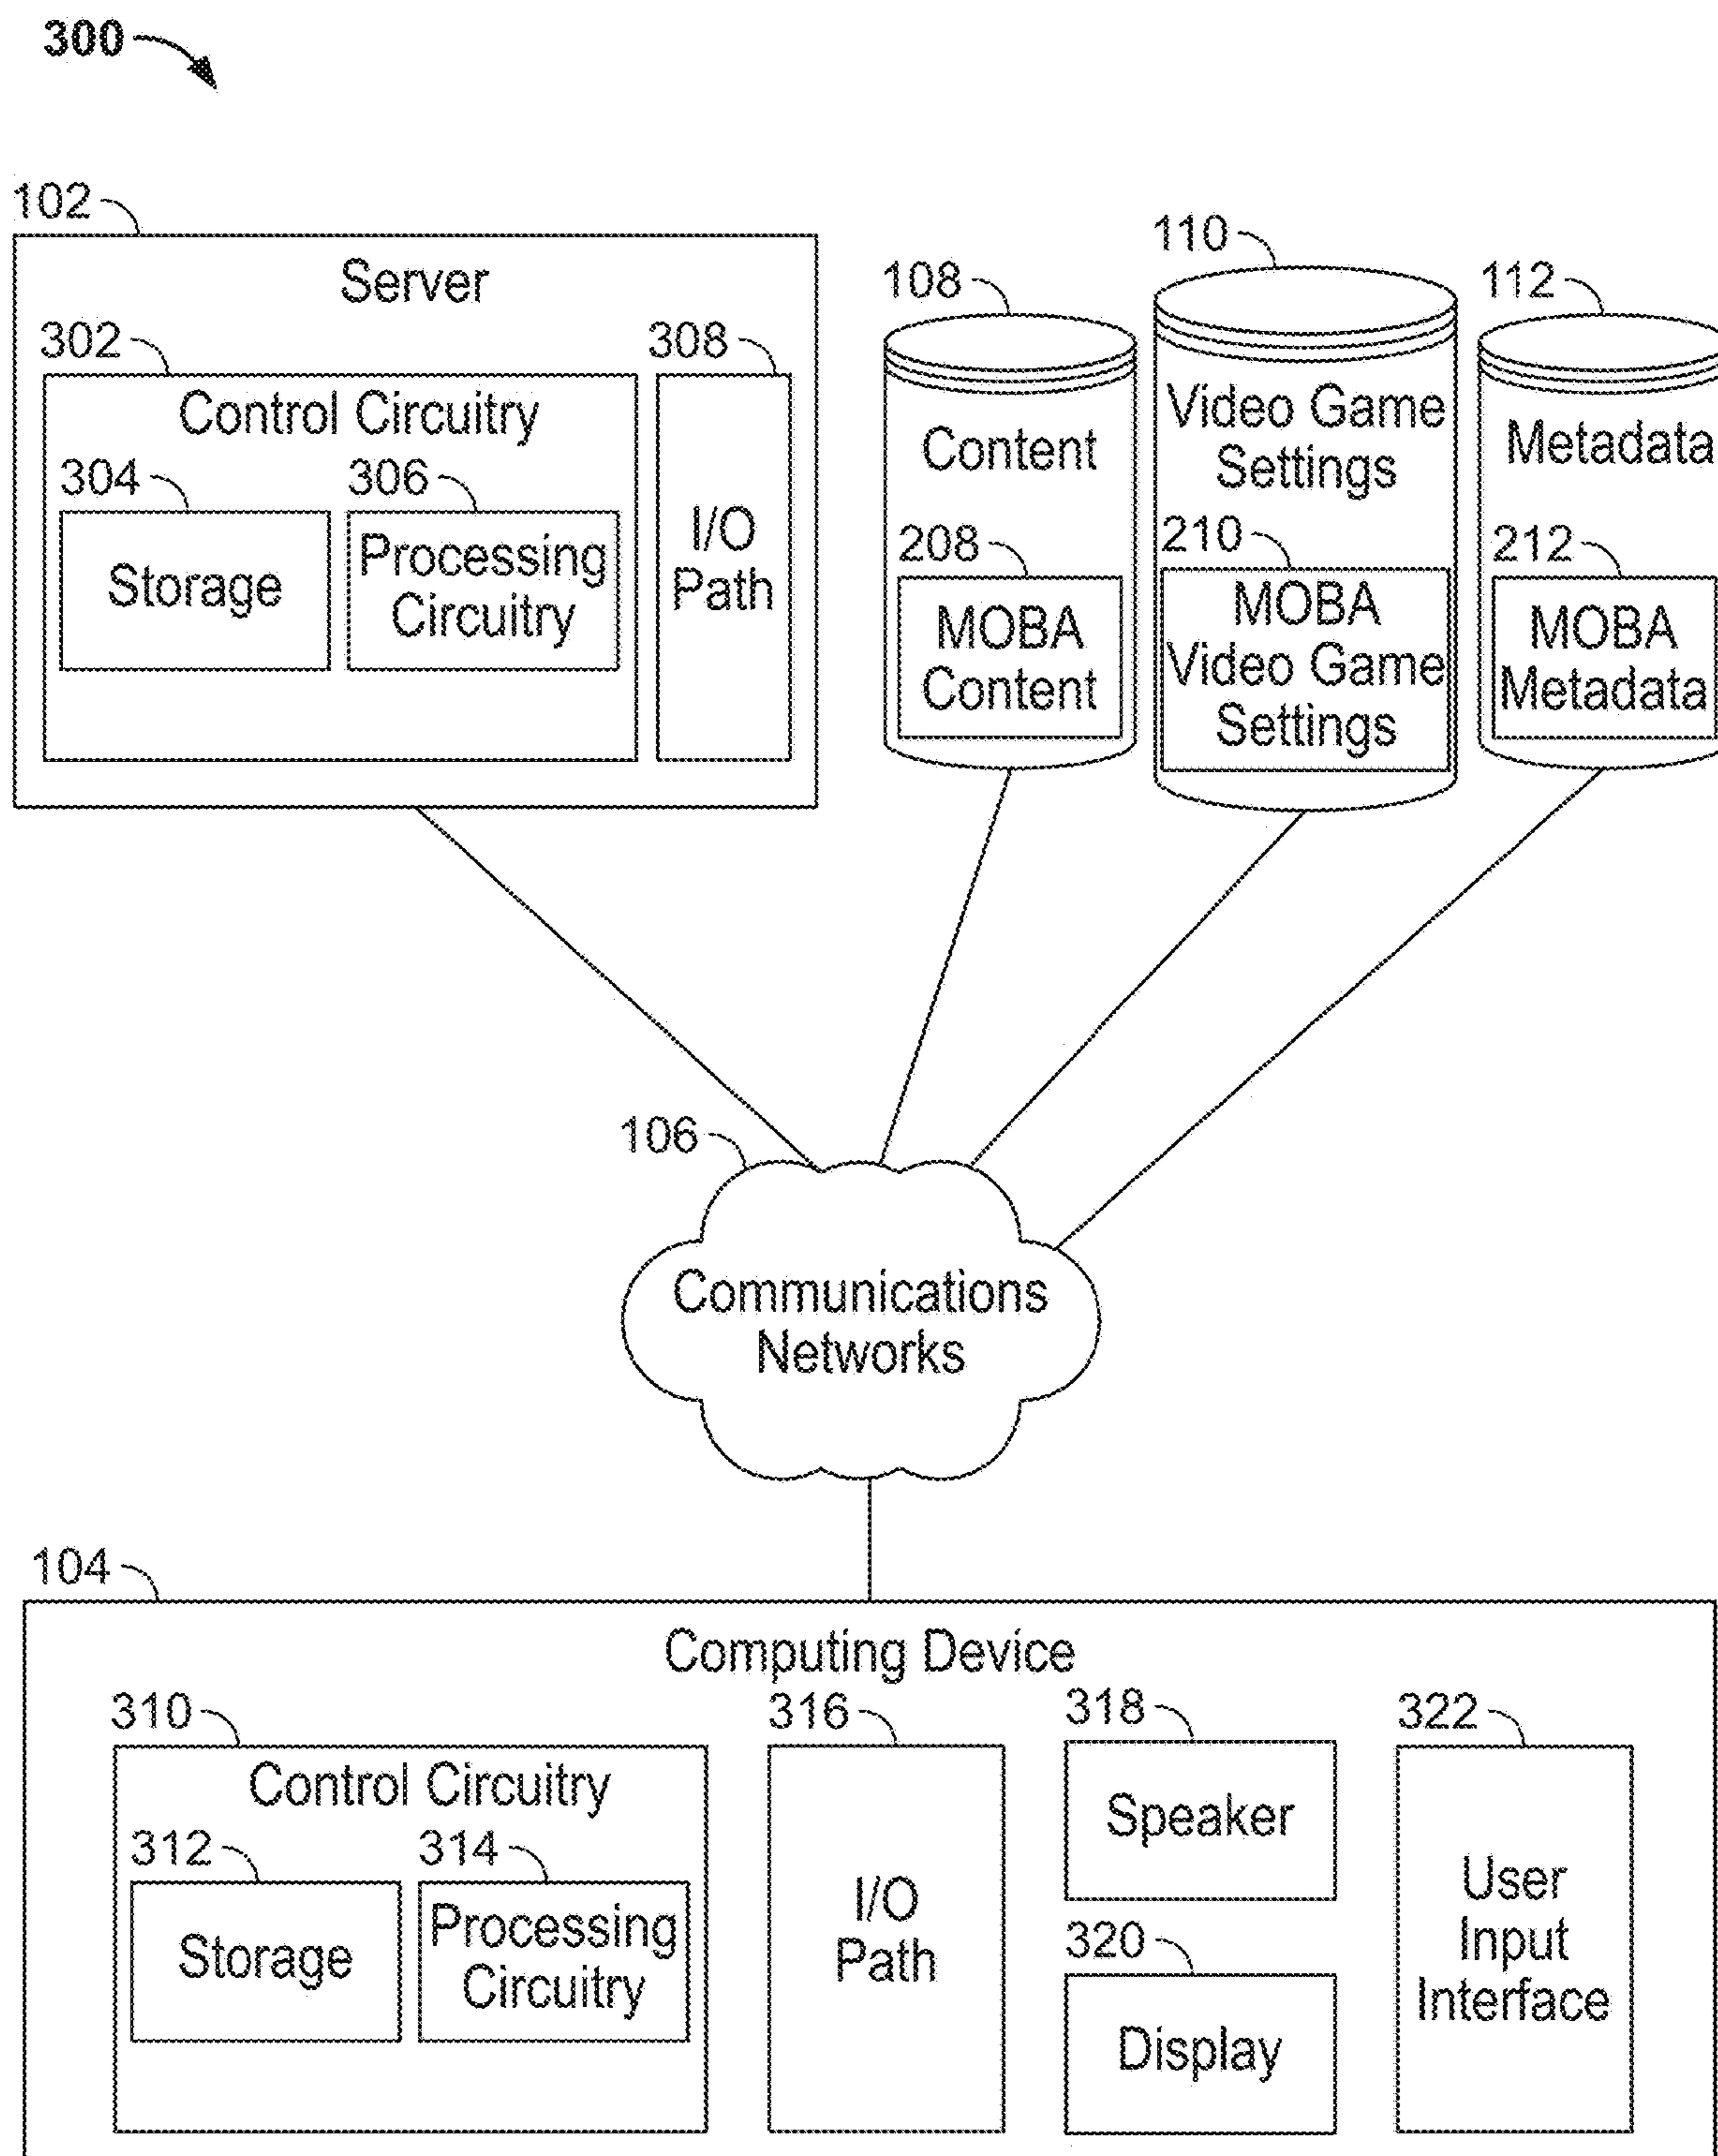 300
102
Server
302
308
Control Circuitry
304
306
Storage
Processing
Circuitry
I/O
Path
108
Content
208
MOBA
Content
110
Video Game
Settings
210
MOBA
Video Game
Settings
112
Metadata
212
MOBA
Metadata
106
Communications
Networks
104
Computing Device
310
Control Circuitry
312
314
Storage
Processing
Circuitry
316
I/O
Path
318
Speaker
320
Display
322
User
Input
Interface